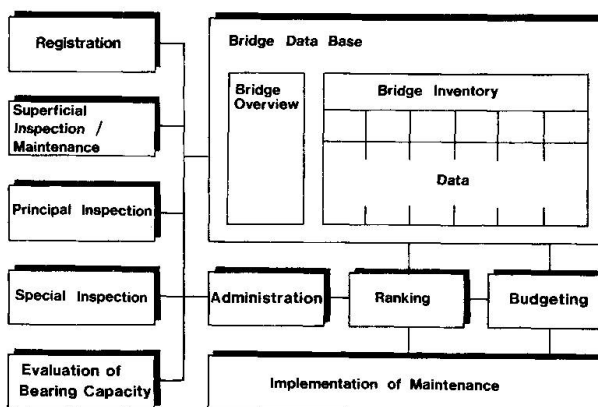 Registration
Superficial
Inspection /
Maintenance
Principal Inspection
Special Inspection
Evaluation of
Bearing Capacity
Bridge Data Base
Bridge
Overview
Bridge Inventory
Data
Administration
Ranking
Budgeting
Implementation of Maintenance